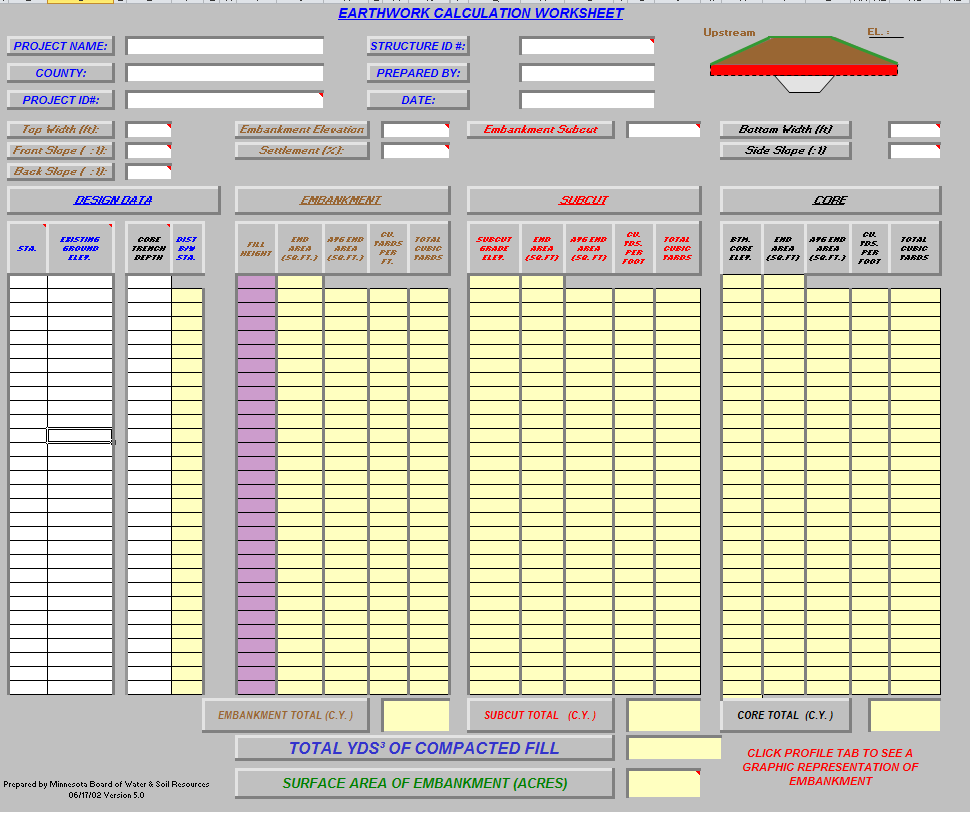 EARTHWORK CALCULATION WORKSHEET
Upstream
EL. :
PROJECT NAME:
STRUCTURE ID #:
COUNTY:
PREPARED BY:
PROJECT ID#:
DATE:
Top Width (ft):
Embankment Elevation
Embankment Subcut
Bottom Width (ft)
Front Slope ( :1):
Settlement (%):
Side Slope (:1)
Back Slope ( :1):
DESIGN DATA
EMBANKMENT
SUBCUT
CORE
STA.
EXISTING
GROUND
ELEV.
CORE
TRENCH
DEPTH
DIST
B/W
STA.
FILL
HEIGHT
END
AREA
(SQ.FT.)
AVG END
AREA
(SQ.FT.)
CU.
YARDS
PER
FT.
TOTAL
CUBIC
YARDS
SUBCUT
GRADE
ELEV.
END
AREA
(SQ.FT)
AVG END
AREA
(SQ.FT)
CU.
YDS.
PER
FOOT
TOTAL
CUBIC
YARDS
BTM.
CORE
ELEV.
END
AREA
(SQ.FT)
AVG END
AREA
(SQ.FT)
CU.
YDS.
PER
FOOT
TOTAL
CUBIC
YARDS
EMBANKMENT TOTAL (C.Y. )
SUBCUT TOTAL (C.Y. )
CORE TOTAL (C.Y. )
TOTAL YDS³ OF COMPACTED FILL
SURFACE AREA OF EMBANKMENT (ACRES)
CLICK PROFILE TAB TO SEE A
GRAPHIC REPRESENTATION OF
EMBANKMENT
Prepared by Minnesota Board of Water & Soil Resources
06/17/02 Version 5.0